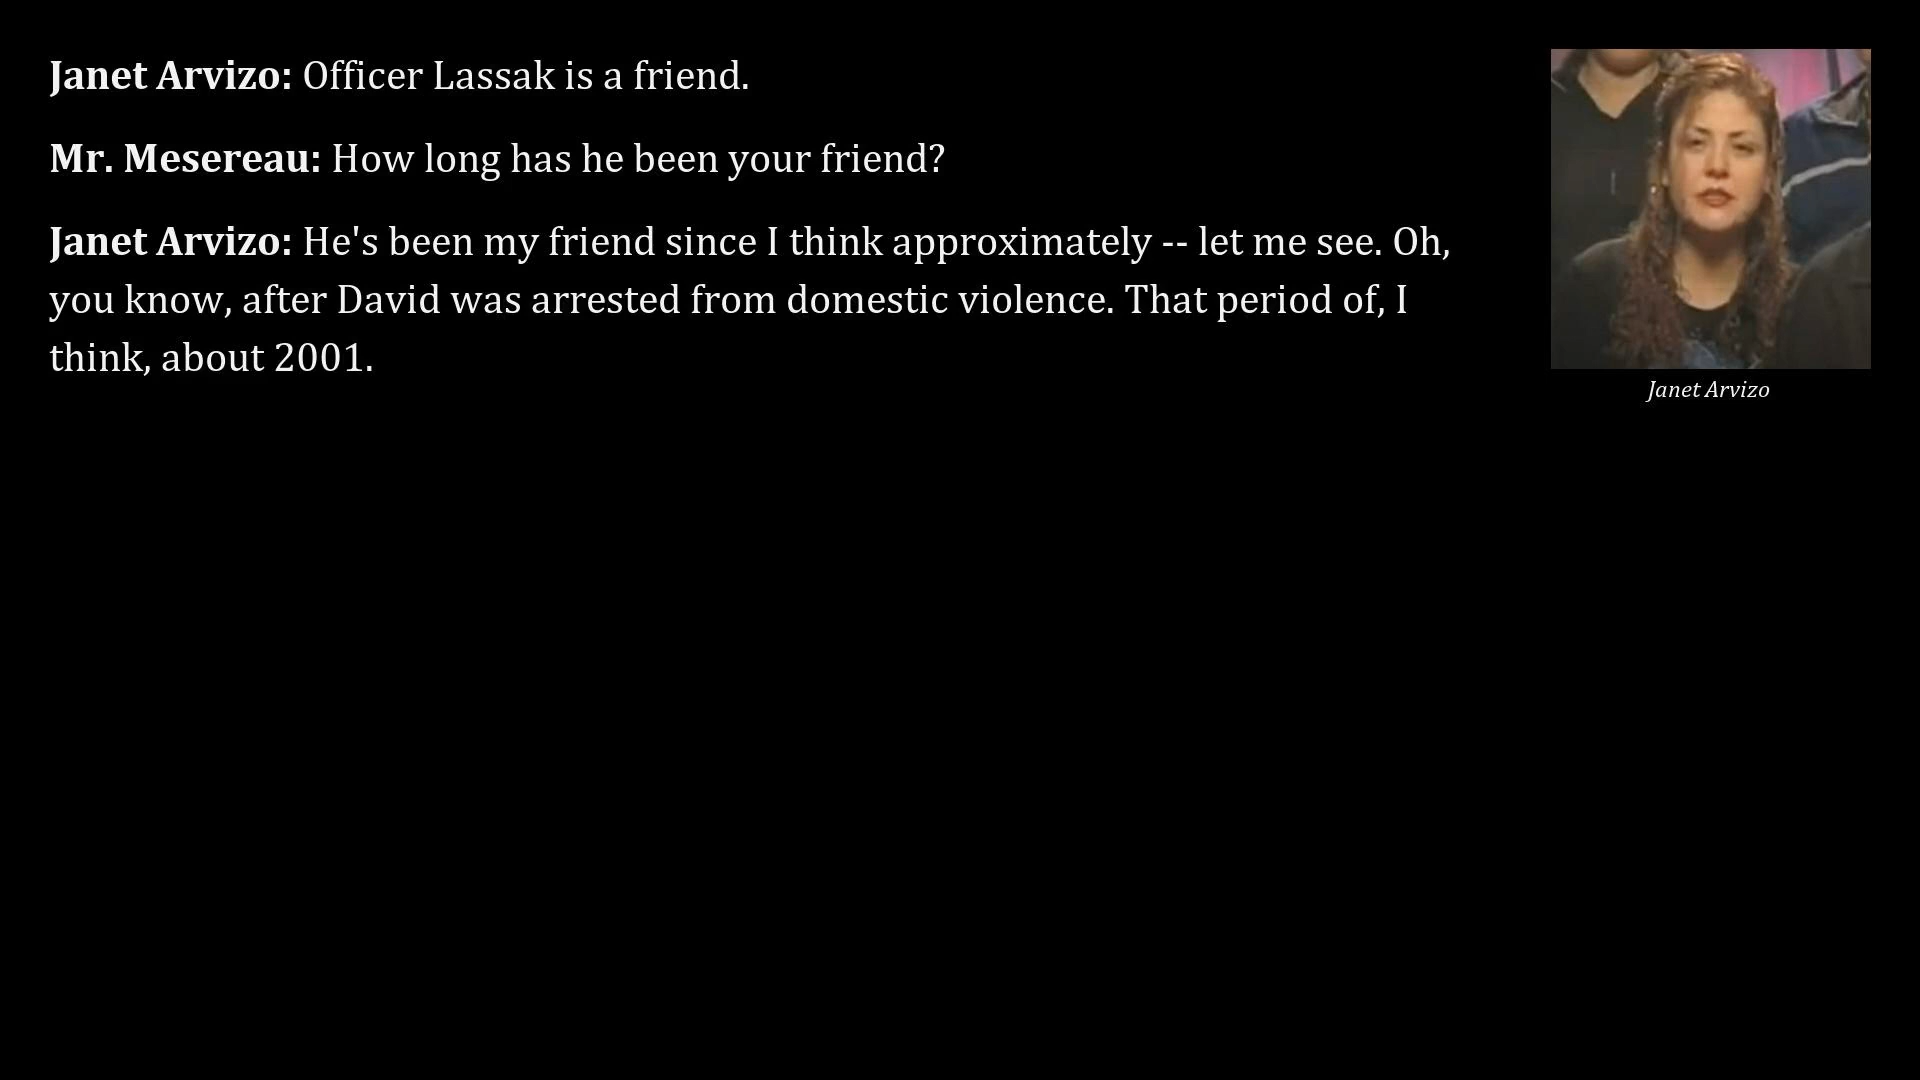 Janet Arvizo: Officer Lassak is a friend.
Mr. Mesereau: How long has he been your friend?
Janet Arvizo: He's been my friend since I think approximately -- let me see. Oh,
you know, after David was arrested from domestic violence. That period of, I
think, about 2001.
Janet Arvizo